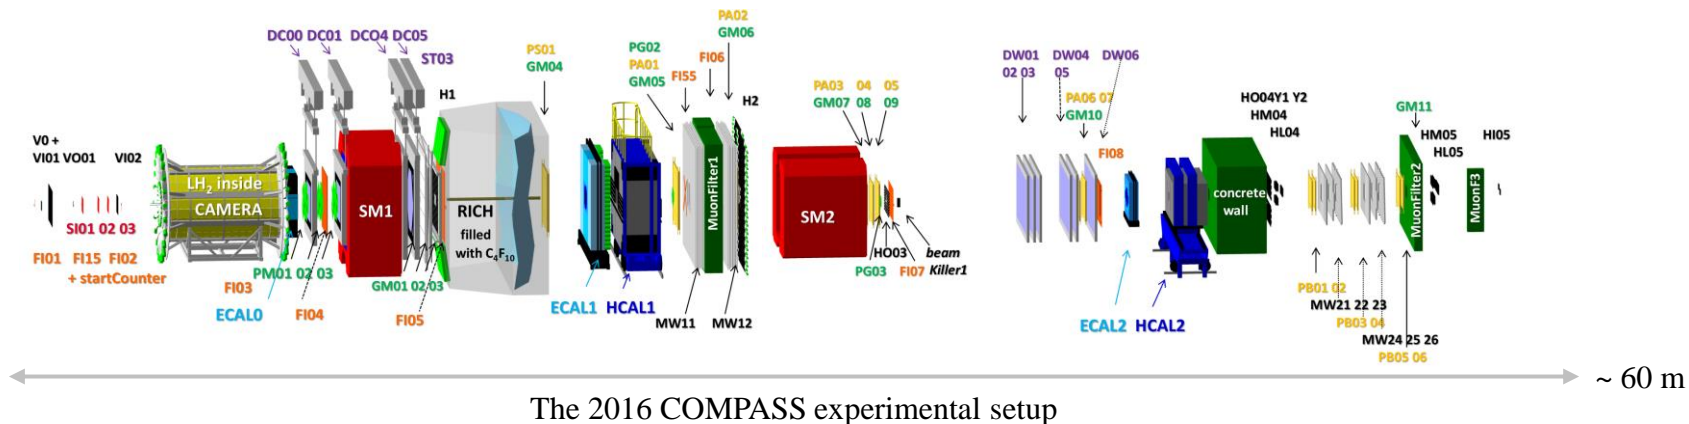 DC00 DC01 DCO4 DC05
ST03
H1
PS01
GM04
PG02
PA01
GM05
FI55
FI06
PA02
GM06
H2
PA03 04 05
GM07 08 09
DW01
02 03
DW04
05
DW06
PA06 07
GM10
FI08
HO04Y1 Y2
HM04
HL04
GM11
HM05
HL05
HI05
V0 +
VI01 VO01 VI02
SI01 02 03
FI01 FI15 FI02
+ startCounter
LH2 inside
CAMERA
PM01 02 03
FI03
ECAL0
FI04
SM1
GM01 02 03
FI05
RICH
filled
with C4F10
ECAL1 HCAL1
MuonFilter1
MW11 MW12
SM2
HO03
PG03
FI07
beam
Killer1
ECAL2 HCAL2
concrete
wall
MuonFilter2
MuonF3
PB01 02
MW21 22 23
PB03 04
MW24 25 26
PB05 06
~ 60 m
The 2016 COMPASS experimental setup